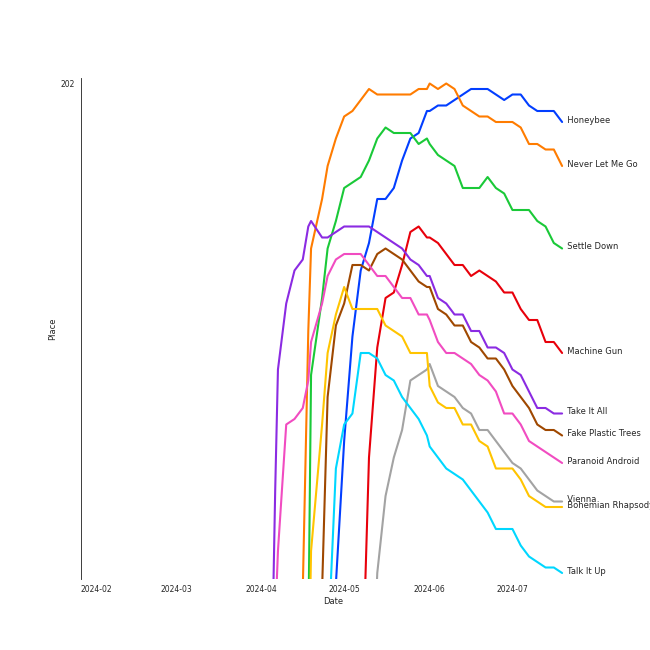 202
Place
Honeybee
Never Let Me Go
Settle Down
Machine Gun
Take It All
Fake Plastic Trees
Paranoid Android
Vienna
Bohemian Rhapsody
Talk It Up
2024-02
2024-03
2024-04
2024-05
2024-06
2024-07
Date